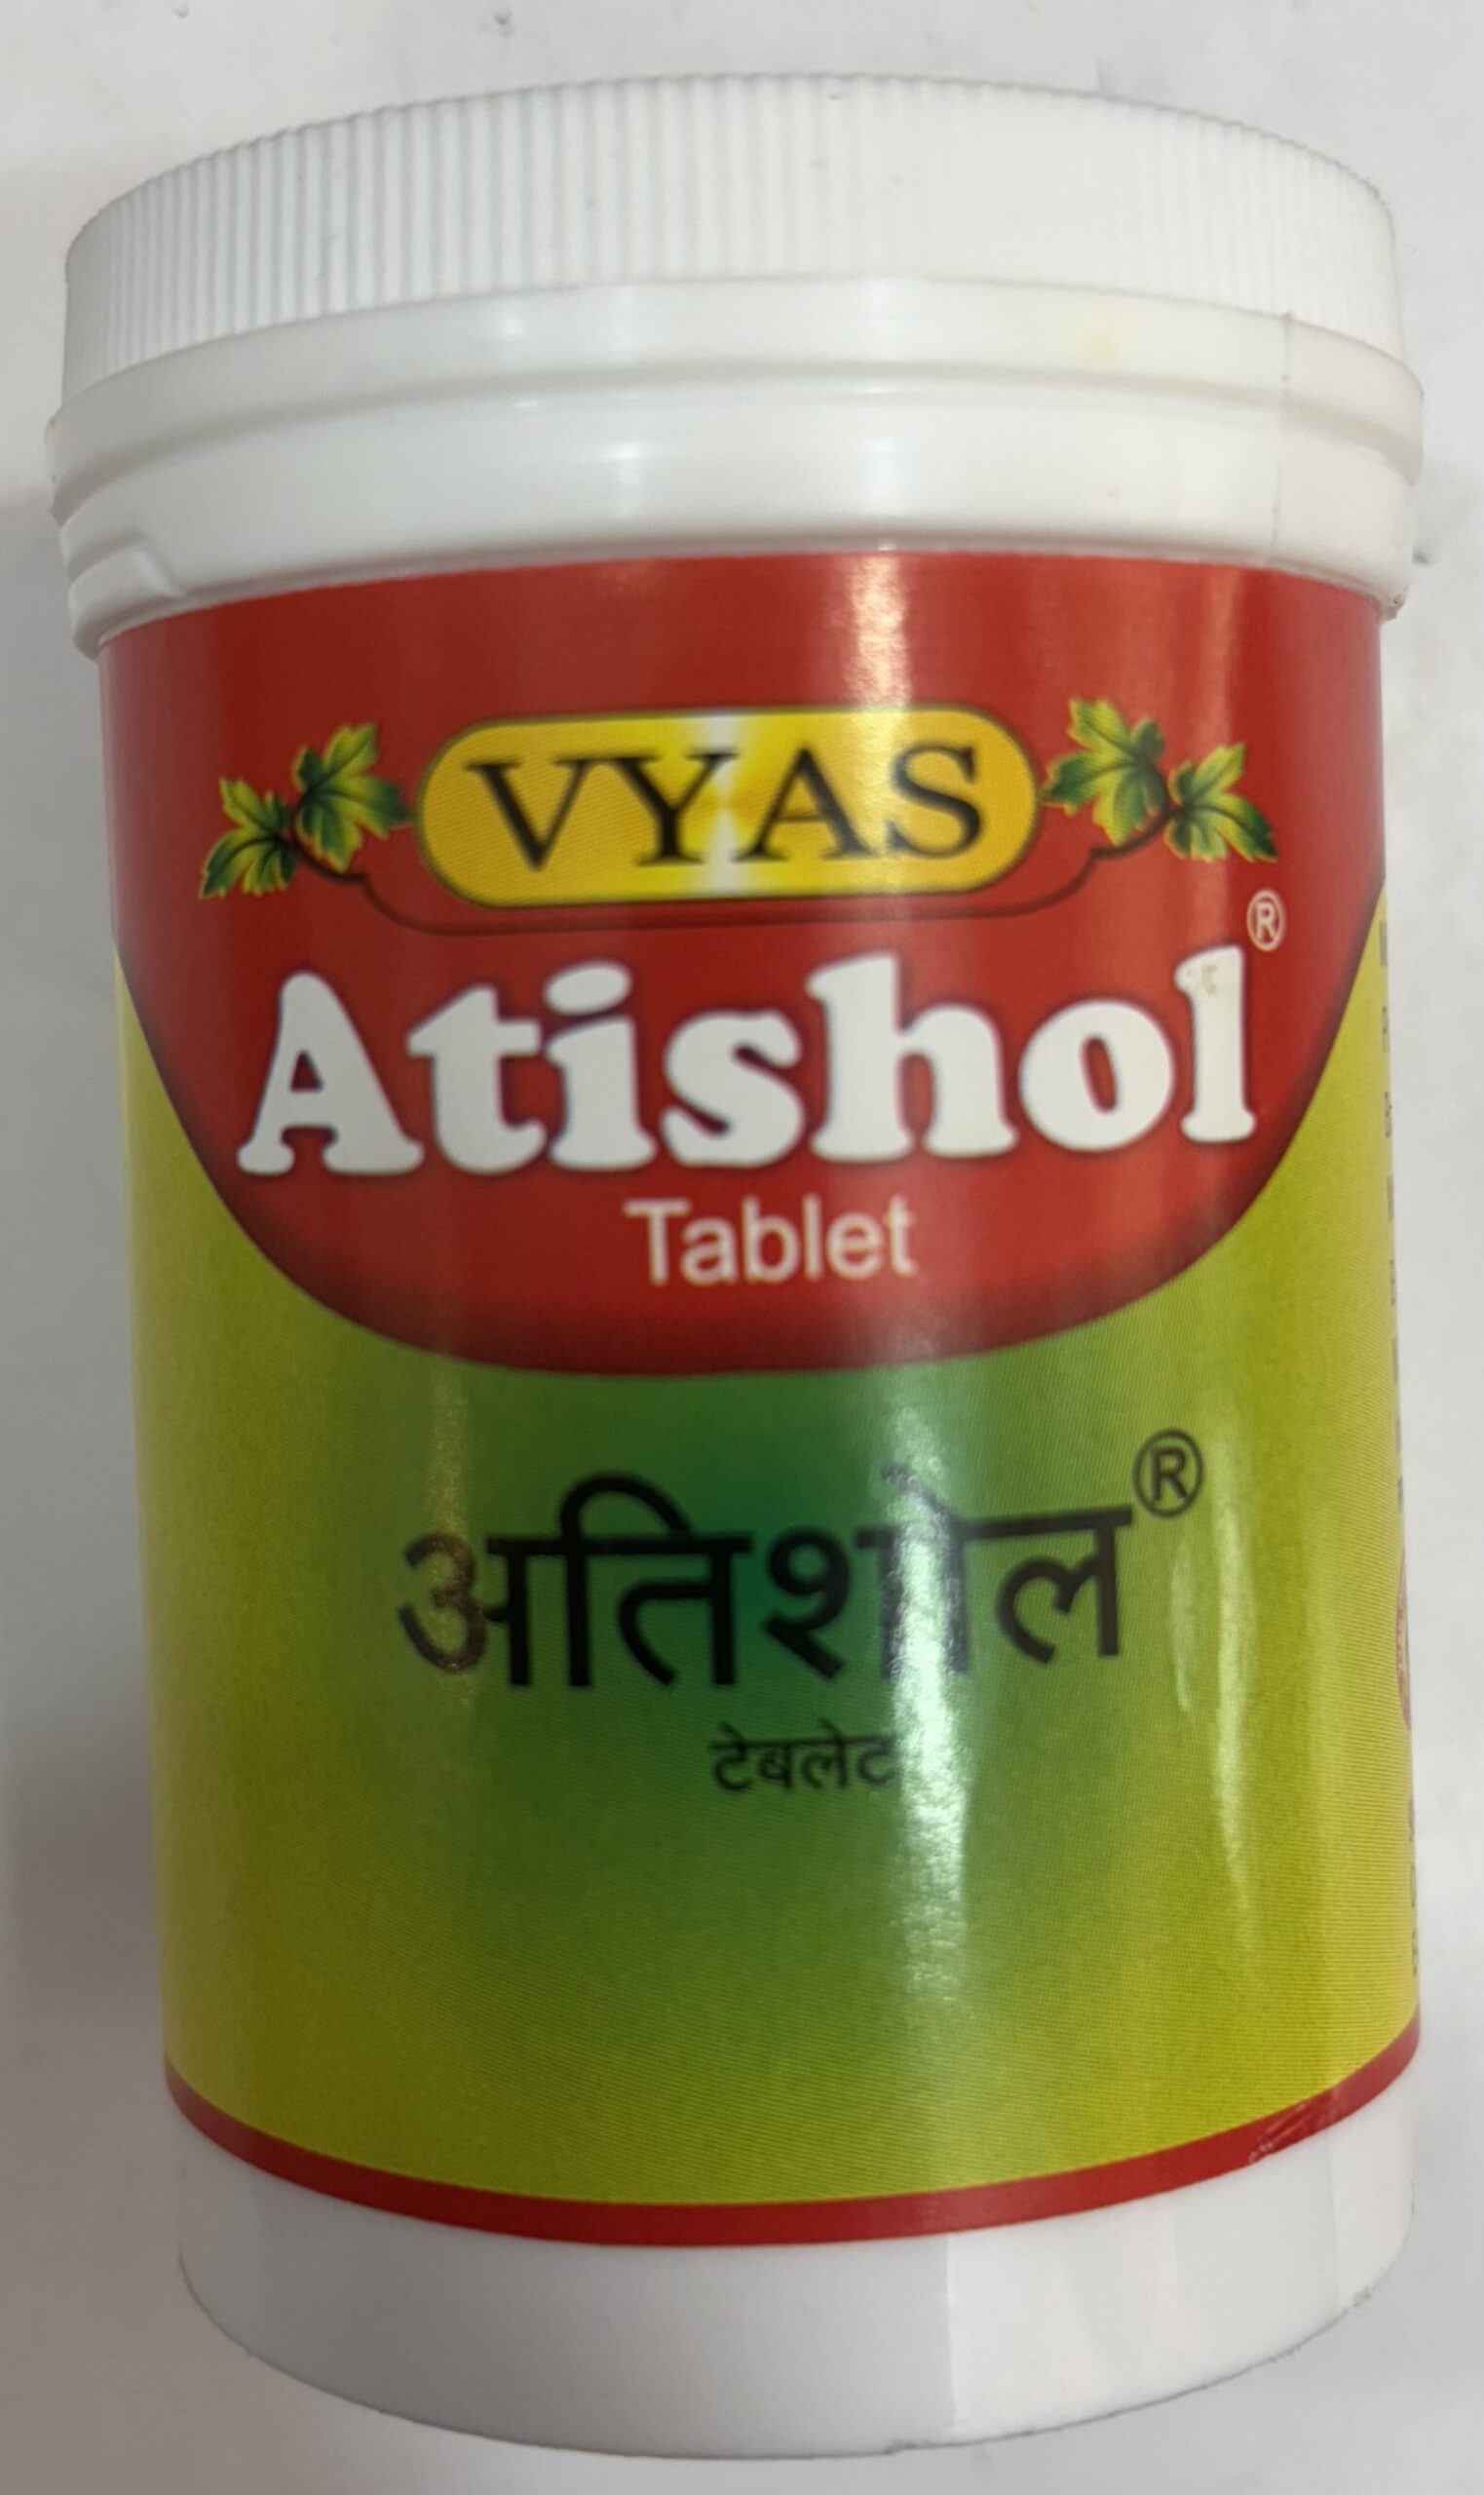 VYAS
Atishol®
Tablet
अतिशोल®
टेबलेट